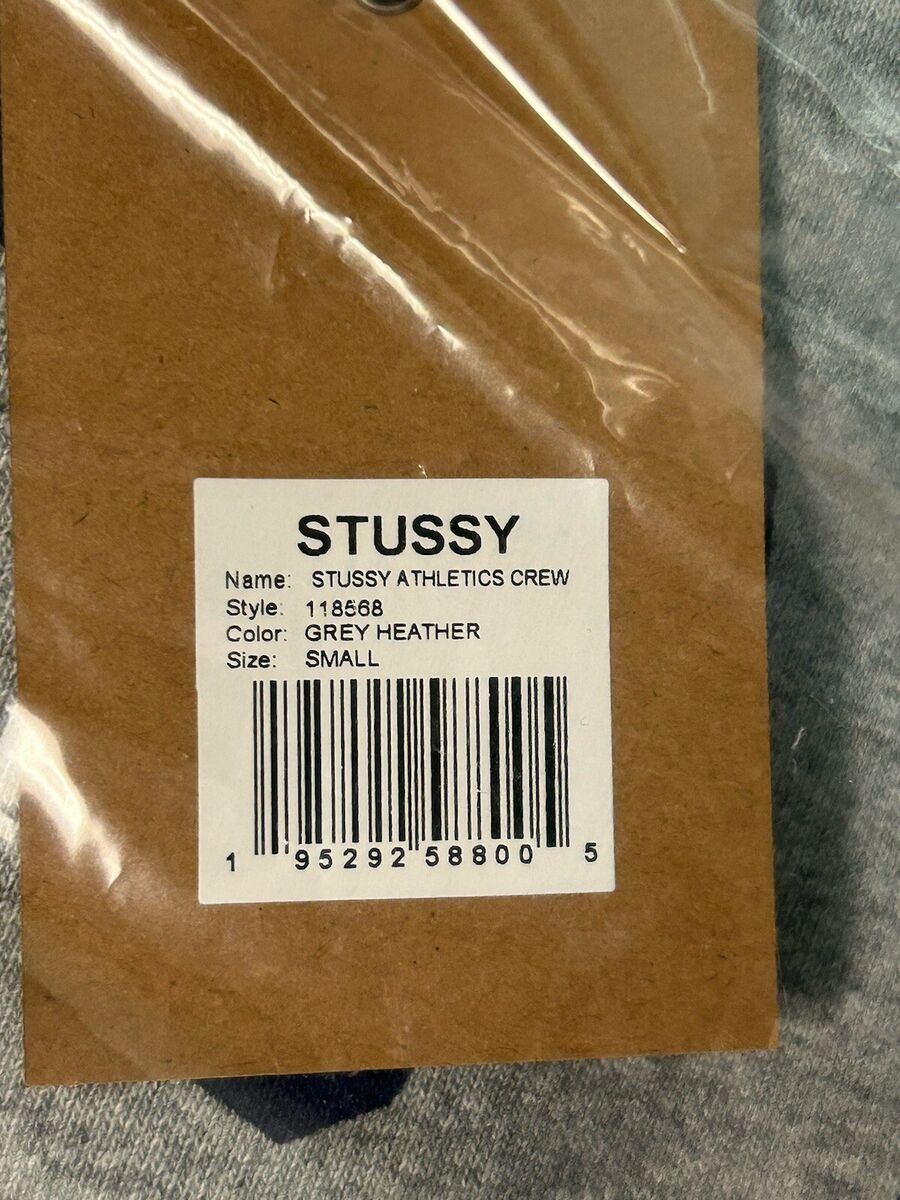 STUSSY
Name: STUSSY ATHLETICS CREW
Style: 118568
Color: GREY HEATHER
Size: SMALL
1 95292 58800 5